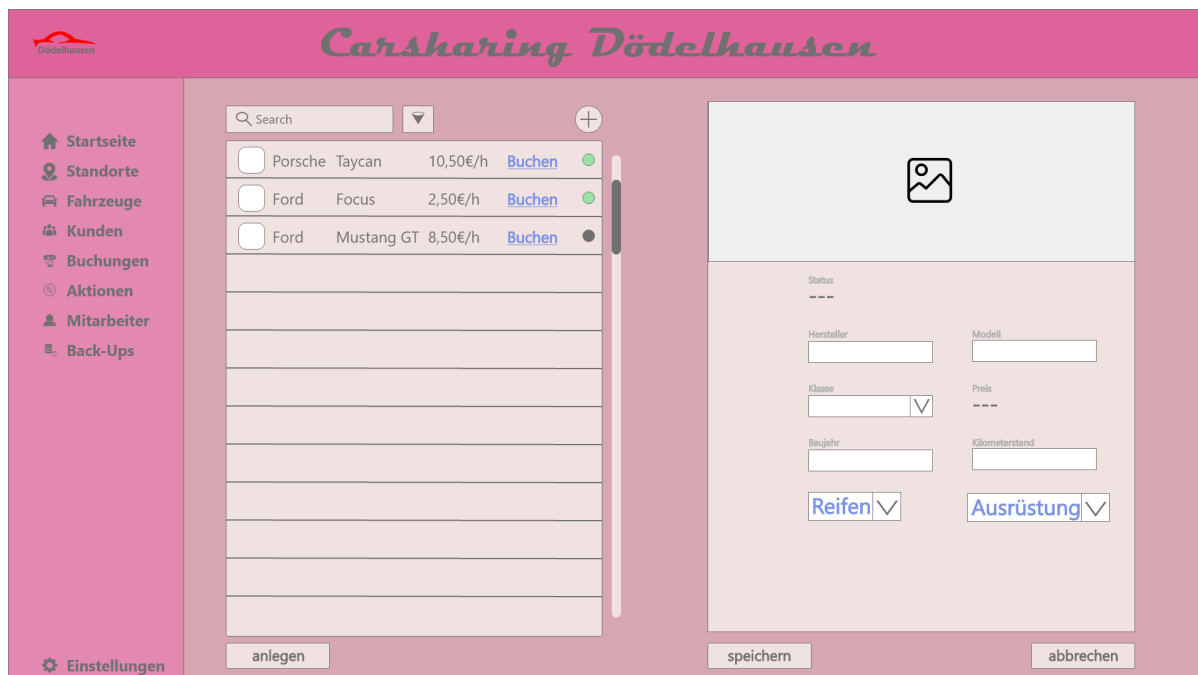 Dödelhausen
Carsharing Dödelhausen
Startseite
Standorte
Fahrzeuge
Kunden
Buchungen
Aktionen
Mitarbeiter
Back-Ups
Einstellungen
Search
Porsche Taycan 10,50€/h Buchen
Ford Focus 2,50€/h Buchen
Ford Mustang GT 8,50€/h Buchen
anlegen
Status
---
Hersteller Modell
Klasse Preis
---
Baujahr Kilometerstand
Reifen Ausrüstung
speichern abbrechen